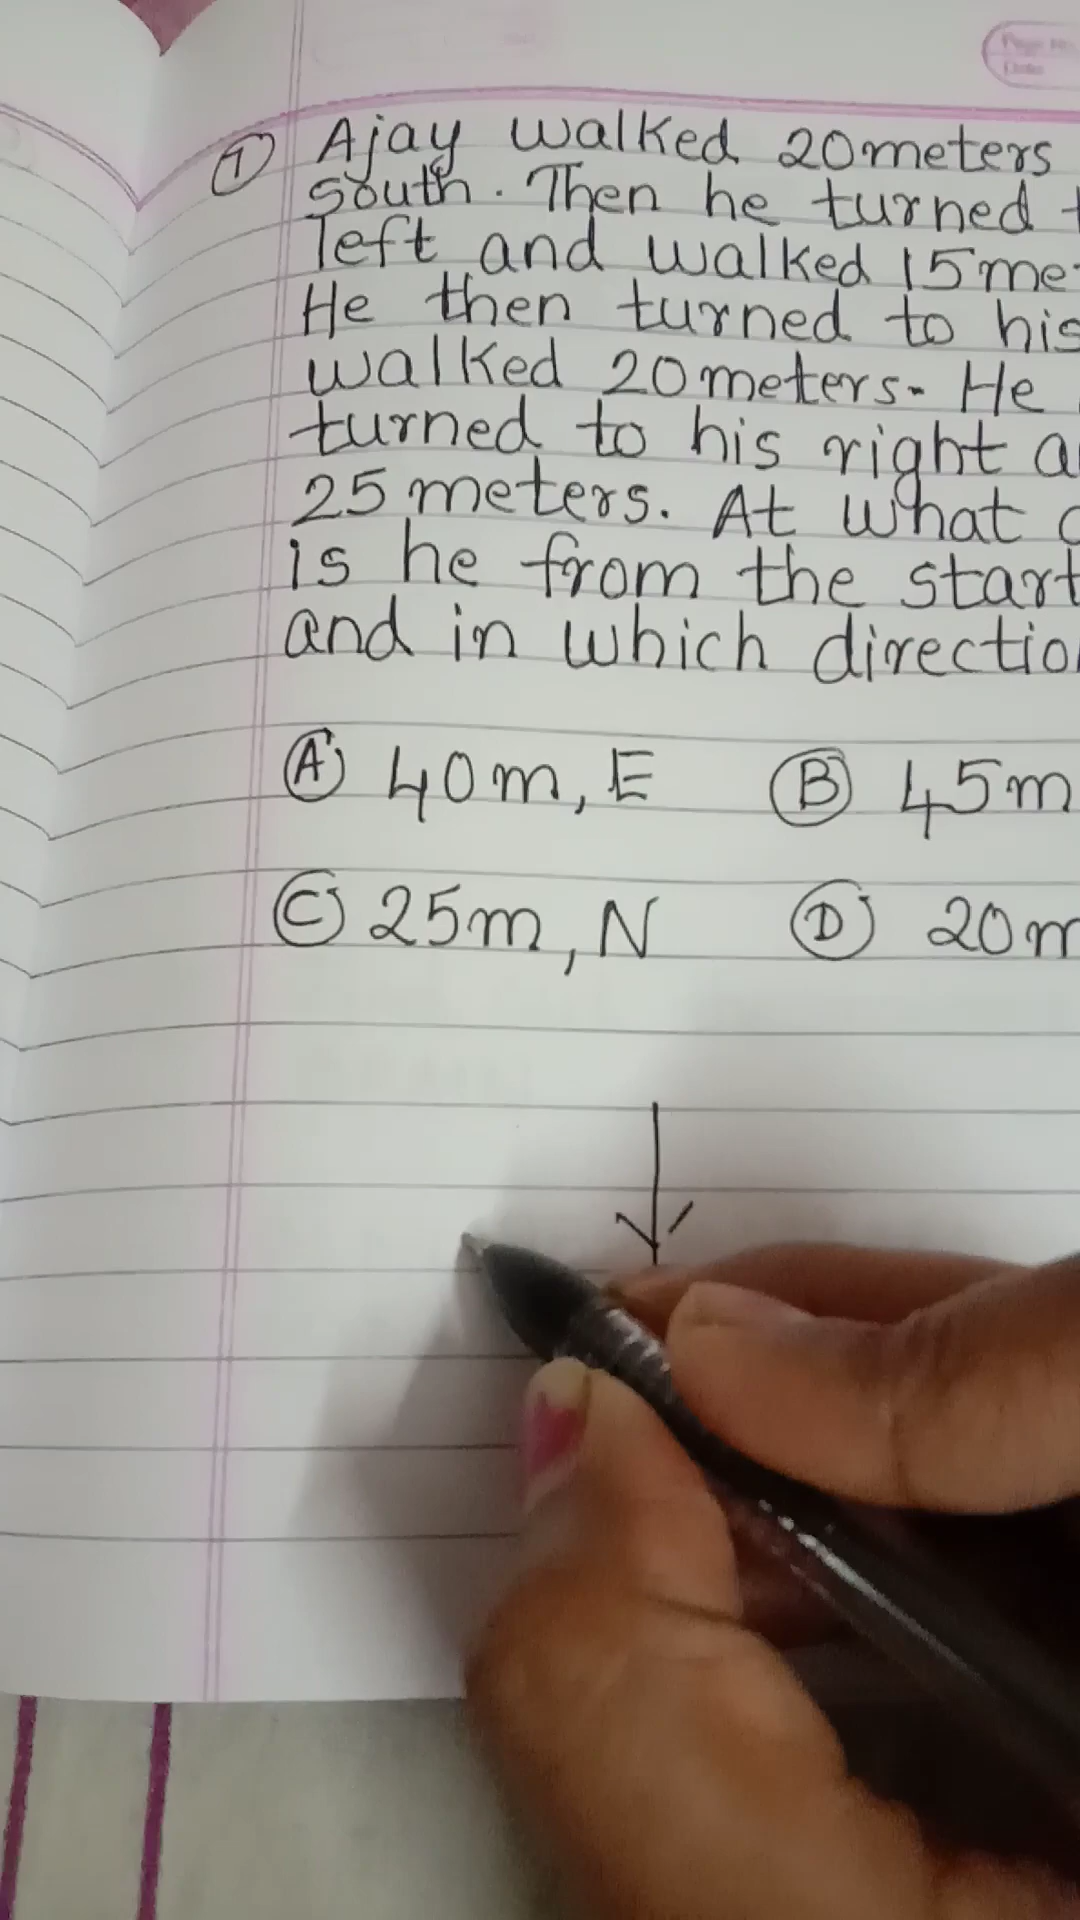 ① Ajay walked 20meters
south. Then he turned
left and walked 15me
He then turned to his
walked 20meters. He
turned to his right
25 meters. At what
is he from the start
and in which directio
Ⓐ 40m, E Ⓑ 45m
Ⓒ 25m, N Ⓓ 20m